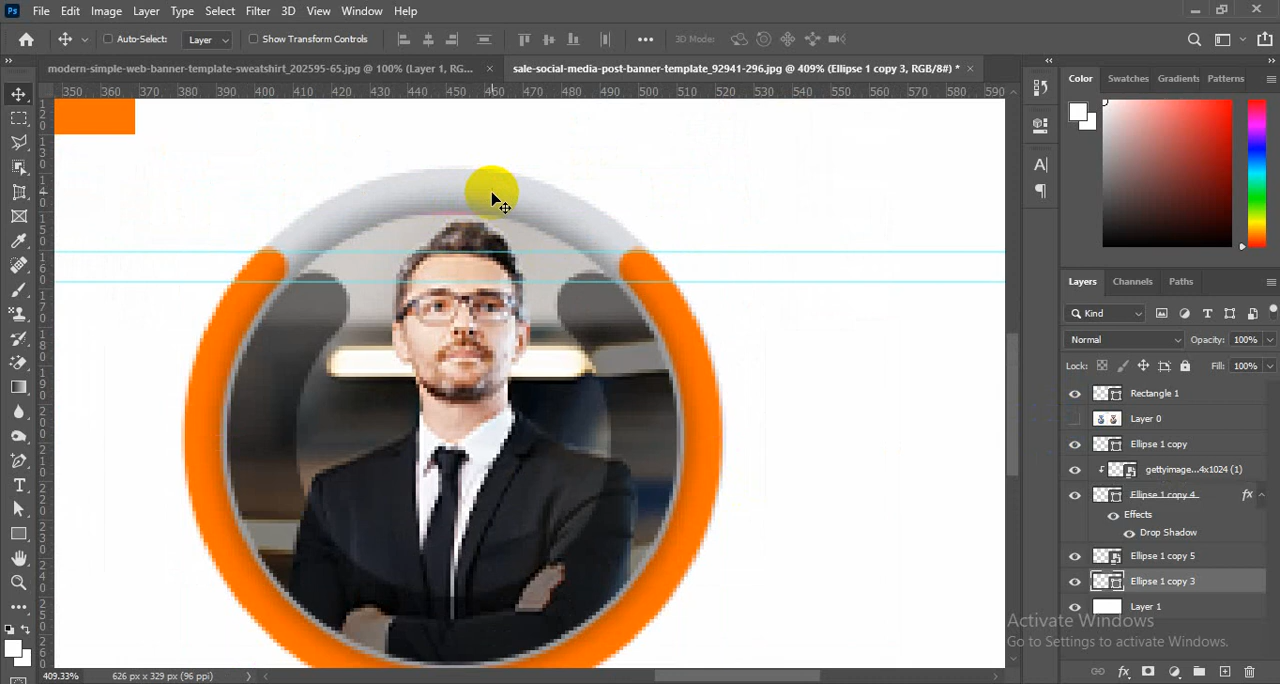 Ps File Edit Image Layer Type Select Filter 3D View Window Help
Auto-Select: Layer Show Transform Controls 3D Mode:
modern-simple-web-banner-template-sweatshirt_202595-65.jpg @ 100% (Layer 1, RG... × sale-social-media-post-banner-template_92941-296.jpg @ 409% (Ellipse 1 copy 3, RGB/8#) * ×
350 360 370 380 390 400 410 420 430 440 450 460 470 480 490 500 510 520 530 540 550 560 570 580 590
Color Swatches Gradients Patterns
Layers Channels Paths
Kind
Normal Opacity: 100%
Lock: Fill: 100%
Rectangle 1
Layer 0
Ellipse 1 copy
gettyimage...4x1024 (1)
Ellipse 1 copy 4 fx
Effects
Drop Shadow
Ellipse 1 copy 5
Ellipse 1 copy 3
Layer 1
Activate Windows
Go to Settings to activate Windows.
409.33% 626 px x 329 px (96 ppi)